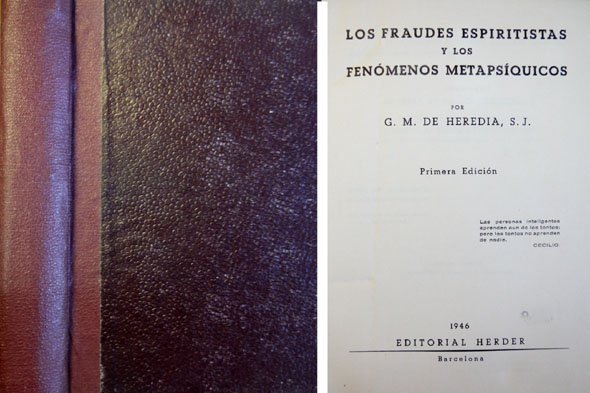 LOS FRAUDES ESPIRITISTAS
Y LOS
FENÓMENOS METAPSÍQUICOS
POR
G. M. DE HEREDIA, S. J.
Primera Edición
Las personas inteligentes
aprenden aun de los tontos;
pero los tontos no aprenden
de nadie.
CECILIO.
1946
EDITORIAL HERDER
Barcelona